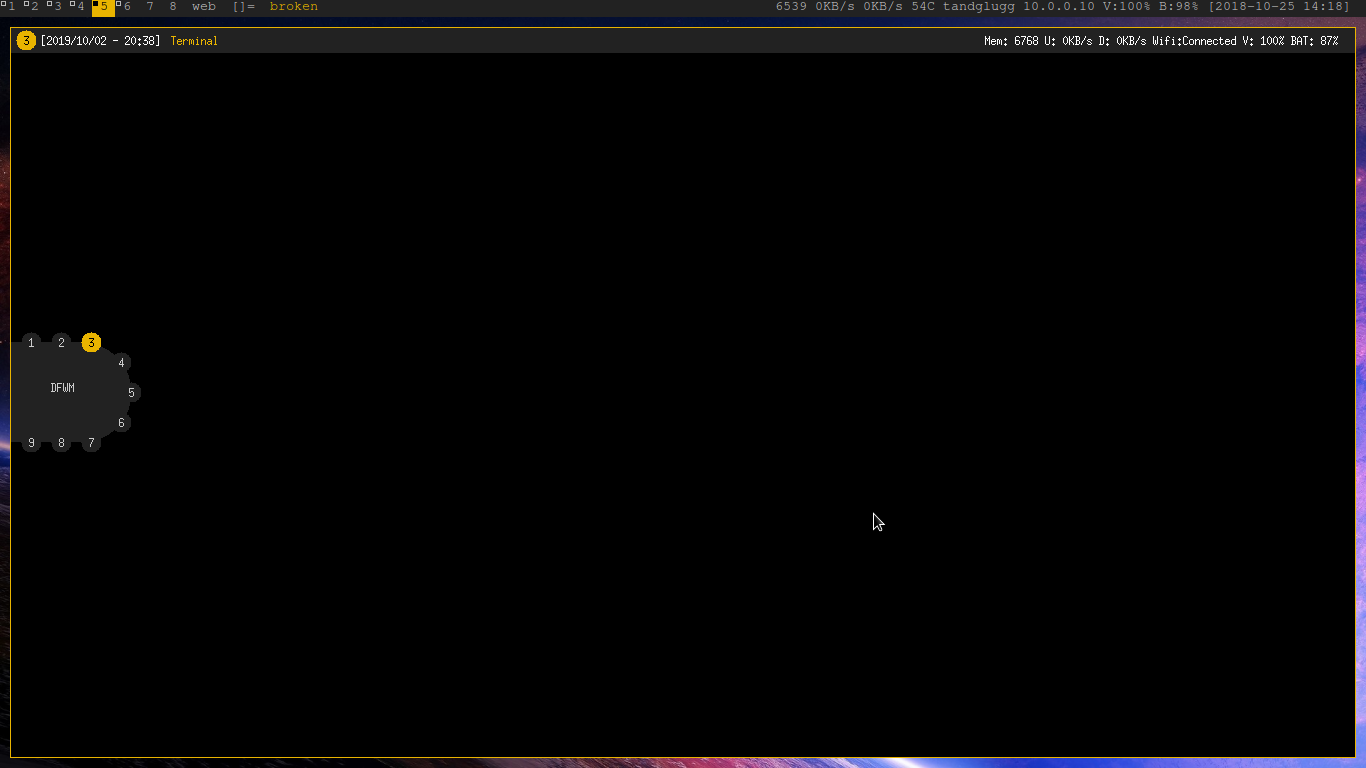 1 2 3 4 5 6 7 8 web []= broken 6539 0KB/s 0KB/s 54C tandglugg 10.0.0.10 V:100% B:98% [2018-10-25 14:18]
3 [2019/10/02 - 20:38] Terminal Mem: 6768 U: 0KB/s D: 0KB/s Wifi:Connected V: 100% BAT: 87%
1 2 3
4
DFWM
5
6
9 8 7